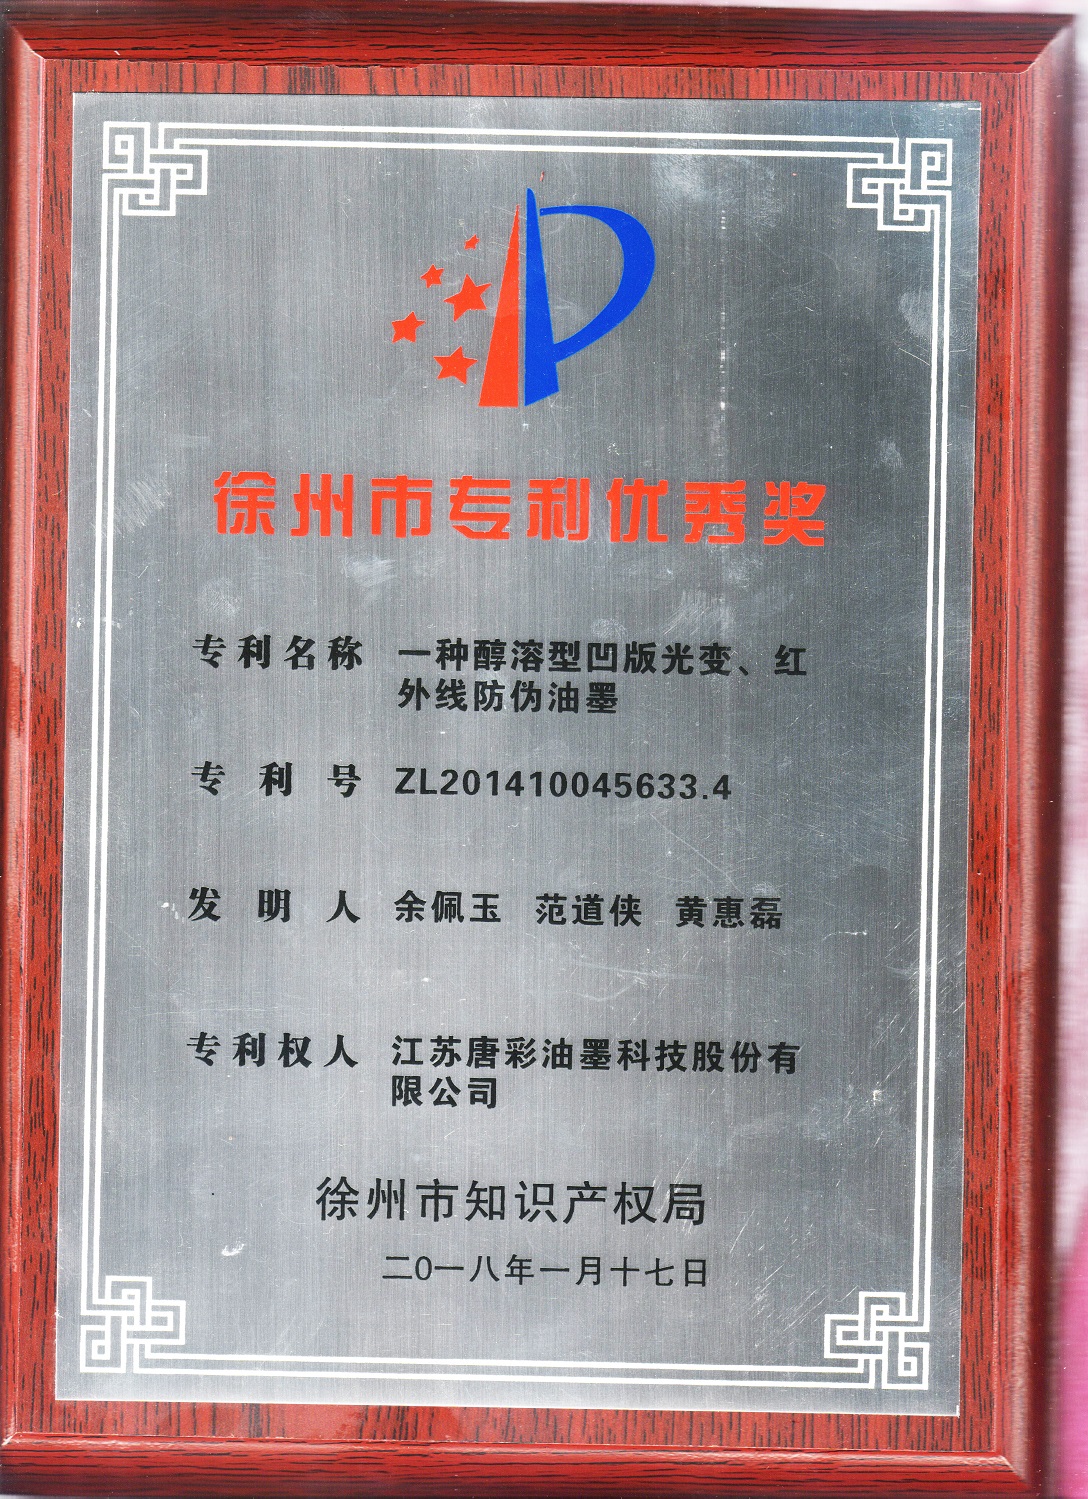 徐州市专利优秀奖
专利名称 一种醇溶型凹版光变、红
外线防伪油墨
专利号 ZL201410045633.4
发明人 余佩玉 范道侠 黄惠磊
专利权人 江苏唐彩油墨科技股份有
限公司
徐州市知识产权局
二0一八年一月十七日